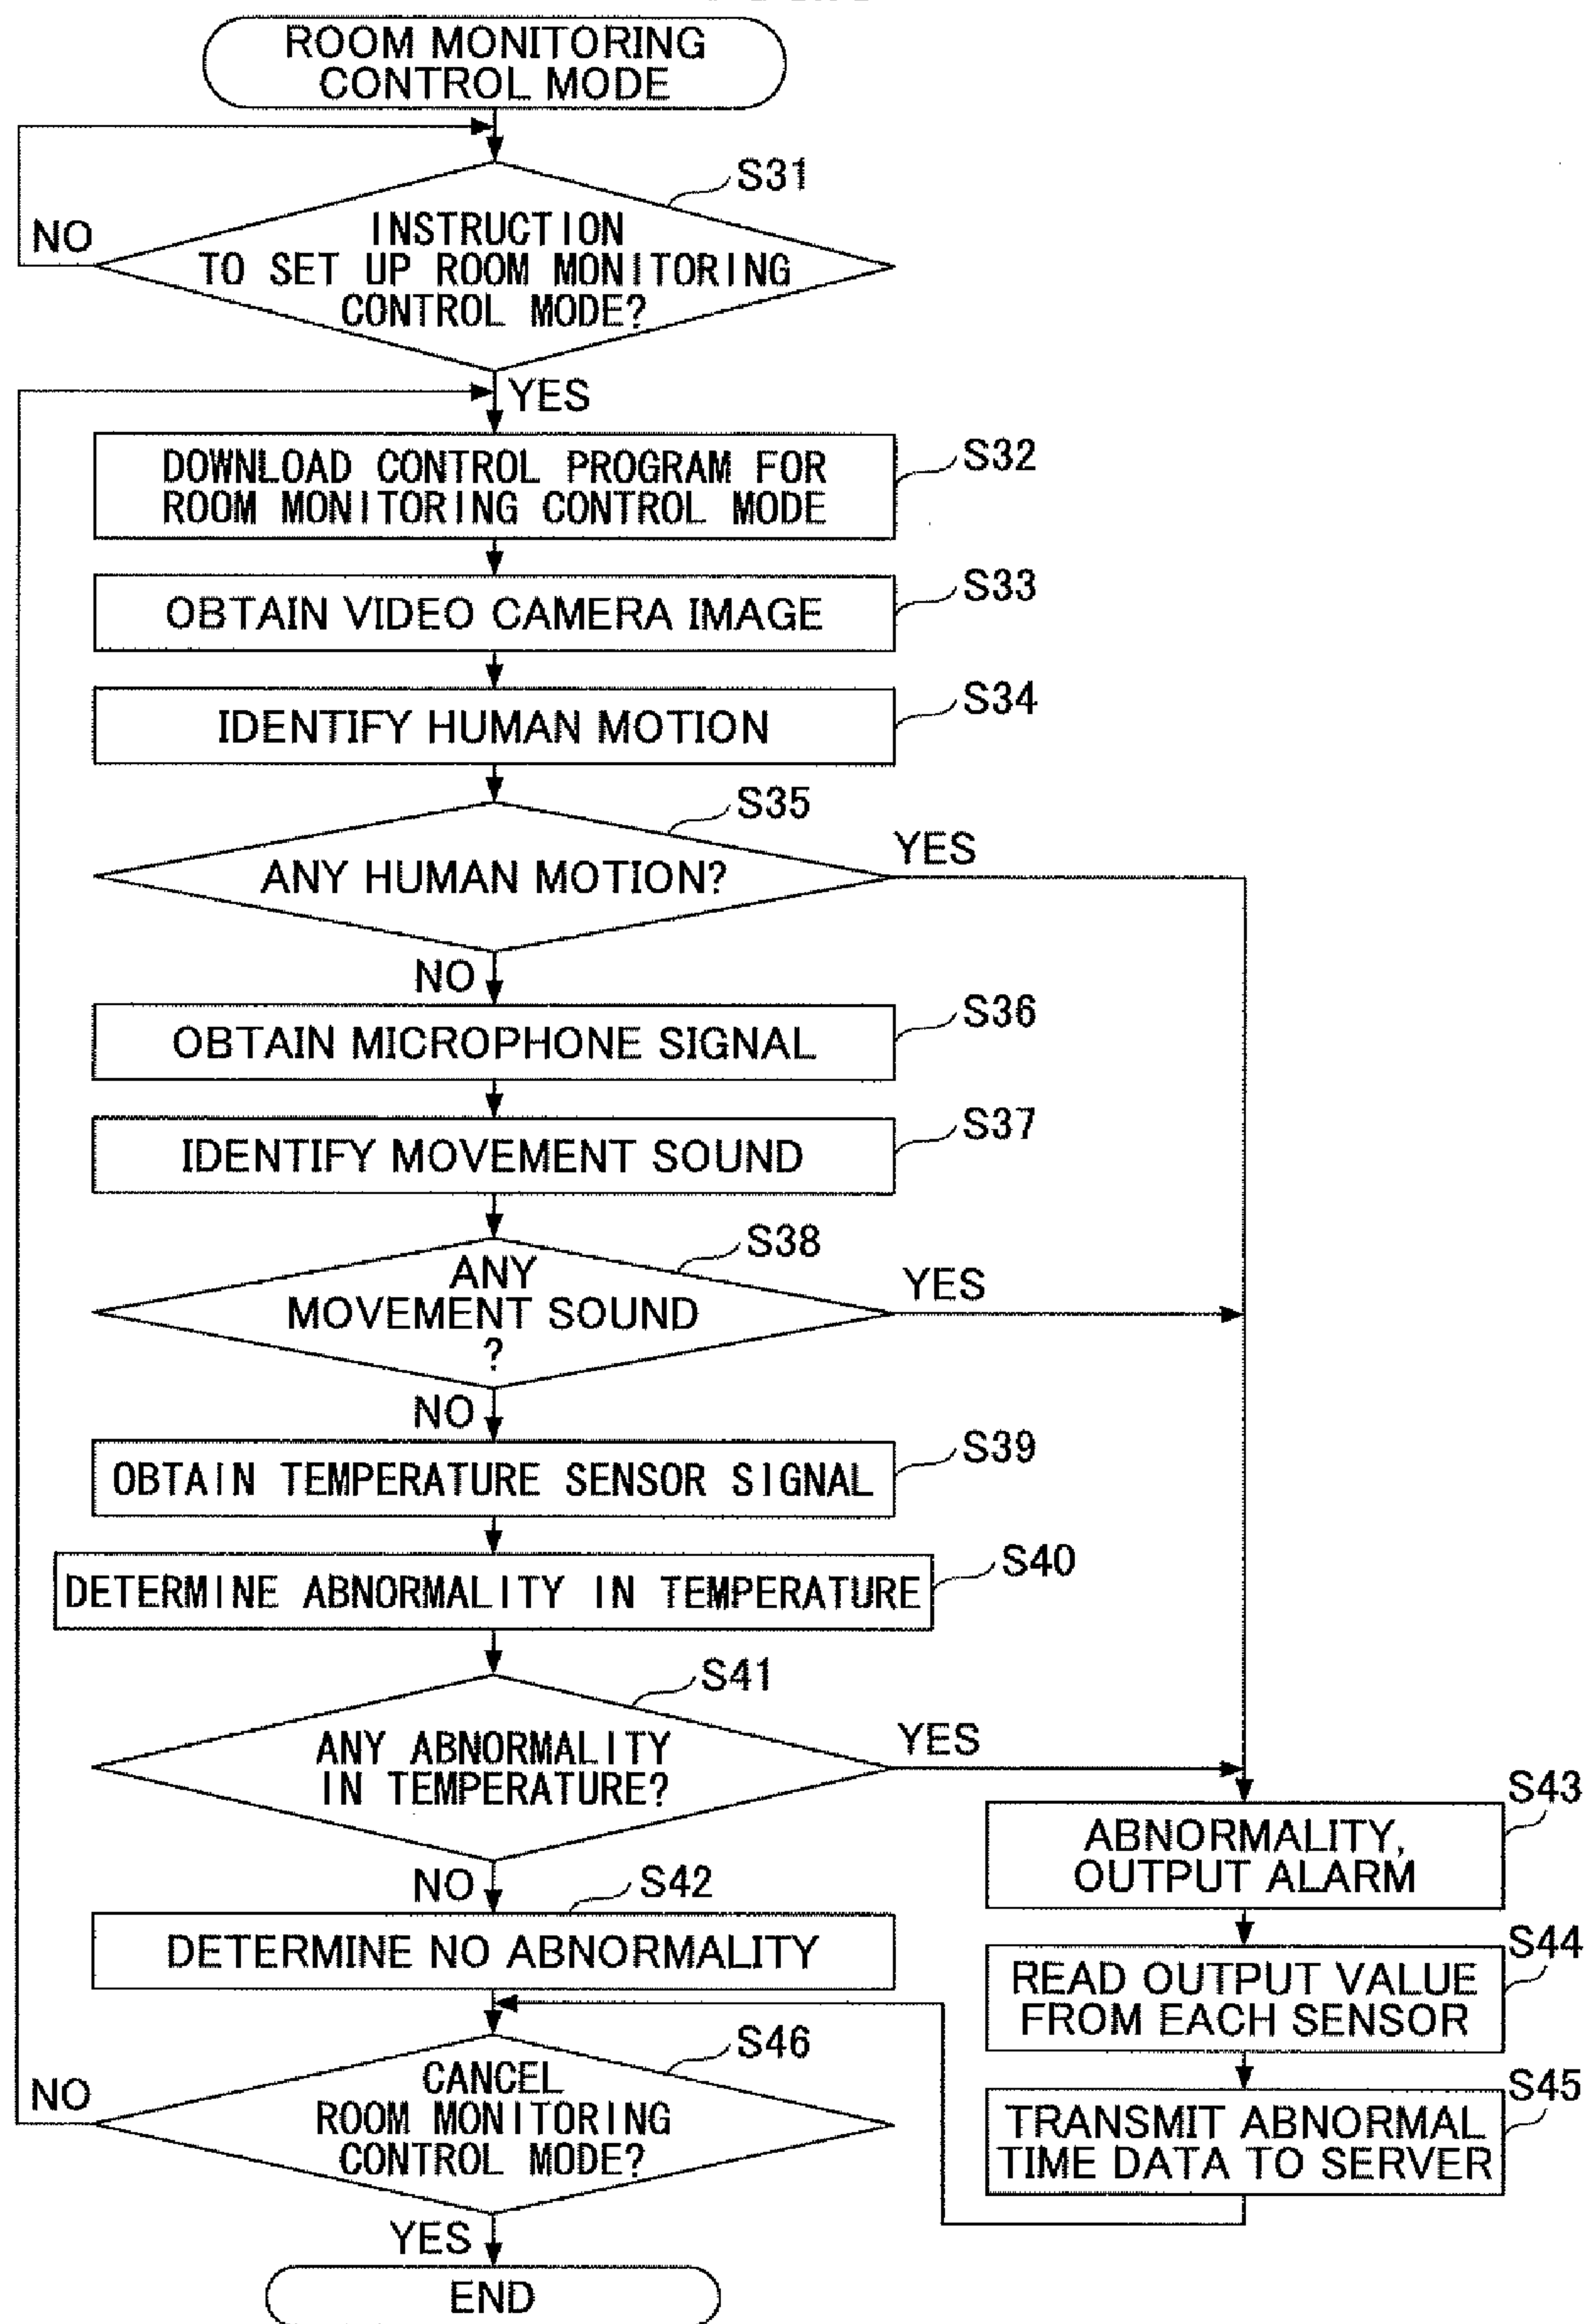 ROOM MONITORING
CONTROL MODE
S31
NO
INSTRUCTION
TO SET UP ROOM MONITORING
CONTROL MODE?
YES
S32
DOWNLOAD CONTROL PROGRAM FOR
ROOM MONITORING CONTROL MODE
S33
OBTAIN VIDEO CAMERA IMAGE
S34
IDENTIFY HUMAN MOTION
S35
YES
ANY HUMAN MOTION?
NO
S36
OBTAIN MICROPHONE SIGNAL
S37
IDENTIFY MOVEMENT SOUND
S38
ANY
MOVEMENT SOUND
?
YES
NO
S39
OBTAIN TEMPERATURE SENSOR SIGNAL
S40
DETERMINE ABNORMALITY IN TEMPERATURE
S41
YES
ANY ABNORMALITY
IN TEMPERATURE?
NO
S42
DETERMINE NO ABNORMALITY
S43
ABNORMALITY,
OUTPUT ALARM
S44
READ OUTPUT VALUE
FROM EACH SENSOR
S45
TRANSMIT ABNORMAL
TIME DATA TO SERVER
S46
NO
CANCEL
ROOM MONITORING
CONTROL MODE?
YES
END